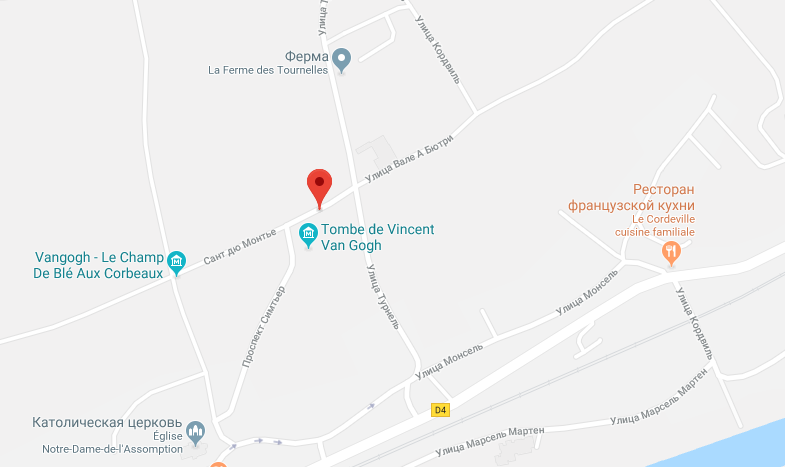 Улица Т
Улица Кордвиль
Ферма
La Ferme des Tournelles
Улица Вале А Бютри
Ресторан
французской кухни
Le Cordeville
cuisine familiale
Tombe de Vincent
Van Gogh
Сант дю Монтье
Vangogh - Le Champ
De Blé Aux Corbeaux
Улица Турнель
Улица Монсель
Проспект Симтьер
Улица Кордвиль
Улица Монсель
D4
Улица Марсель Мартен
Католическая церковь
Église
Notre-Dame-de-l'Assomption
Улица Марсель Мартен